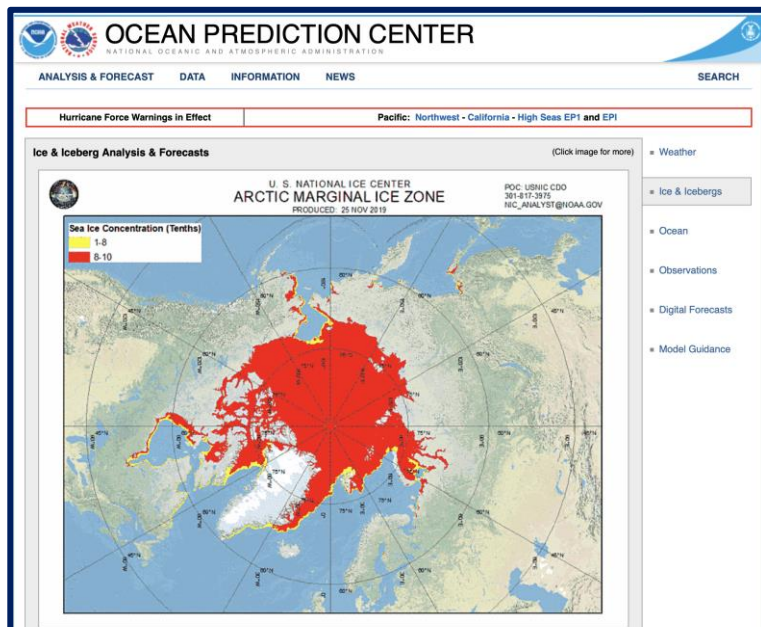 OCEAN PREDICTION CENTER
NATIONAL OCEANIC AND ATMOSPHERIC ADMINISTRATION
ANALYSIS & FORECAST DATA INFORMATION NEWS SEARCH
Hurricane Force Warnings in Effect Pacific: Northwest - California - High Seas EP1 and EPI
Ice & Iceberg Analysis & Forecasts (Click image for more)
Weather
Ice & Icebergs
Ocean
Observations
Digital Forecasts
Model Guidance
U. S. NATIONAL ICE CENTER
ARCTIC MARGINAL ICE ZONE
PRODUCED: 25 NOV 2019
POC: USNIC CDO
301-817-3975
NIC_ANALYST@NOAA.GOV
Sea Ice Concentration (Tenths)
1-8
8-10